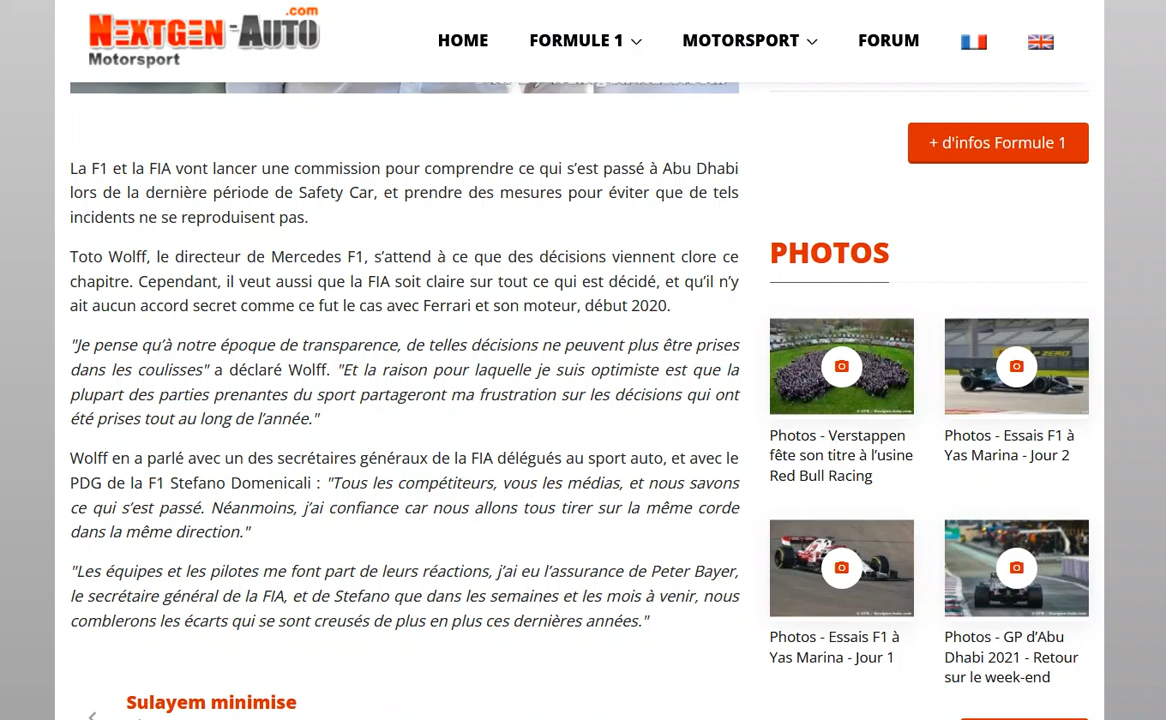 NEXTGEN-AUTO
.com
Motorsport
HOME
FORMULE 1
MOTORSPORT
FORUM
La F1 et la FIA vont lancer une commission pour comprendre ce qui s’est passé à Abu Dhabi
lors de la dernière période de Safety Car, et prendre des mesures pour éviter que de tels
incidents ne se reproduisent pas.
Toto Wolff, le directeur de Mercedes F1, s’attend à ce que des décisions viennent clore ce
chapitre. Cependant, il veut aussi que la FIA soit claire sur tout ce qui est décidé, et qu’il n’y
ait aucun accord secret comme ce fut le cas avec Ferrari et son moteur, début 2020.
"Je pense qu’à notre époque de transparence, de telles décisions ne peuvent plus être prises
dans les coulisses" a déclaré Wolff. "Et la raison pour laquelle je suis optimiste est que la
plupart des parties prenantes du sport partageront ma frustration sur les décisions qui ont
été prises tout au long de l’année."
Wolff en a parlé avec un des secrétaires généraux de la FIA délégués au sport auto, et avec le
PDG de la F1 Stefano Domenicali : "Tous les compétiteurs, vous les médias, et nous savons
ce qui s’est passé. Néanmoins, j’ai confiance car nous allons tous tirer sur la même corde
dans la même direction."
"Les équipes et les pilotes me font part de leurs réactions, j’ai eu l’assurance de Peter Bayer,
le secrétaire général de la FIA, et de Stefano que dans les semaines et les mois à venir, nous
comblerons les écarts qui se sont creusés de plus en plus ces dernières années."
Sulayem minimise
+ d'infos Formule 1
PHOTOS
Photos - Verstappen
fête son titre à l’usine
Red Bull Racing
Photos - Essais F1 à
Yas Marina - Jour 2
Photos - Essais F1 à
Yas Marina - Jour 1
Photos - GP d’Abu
Dhabi 2021 - Retour
sur le week-end